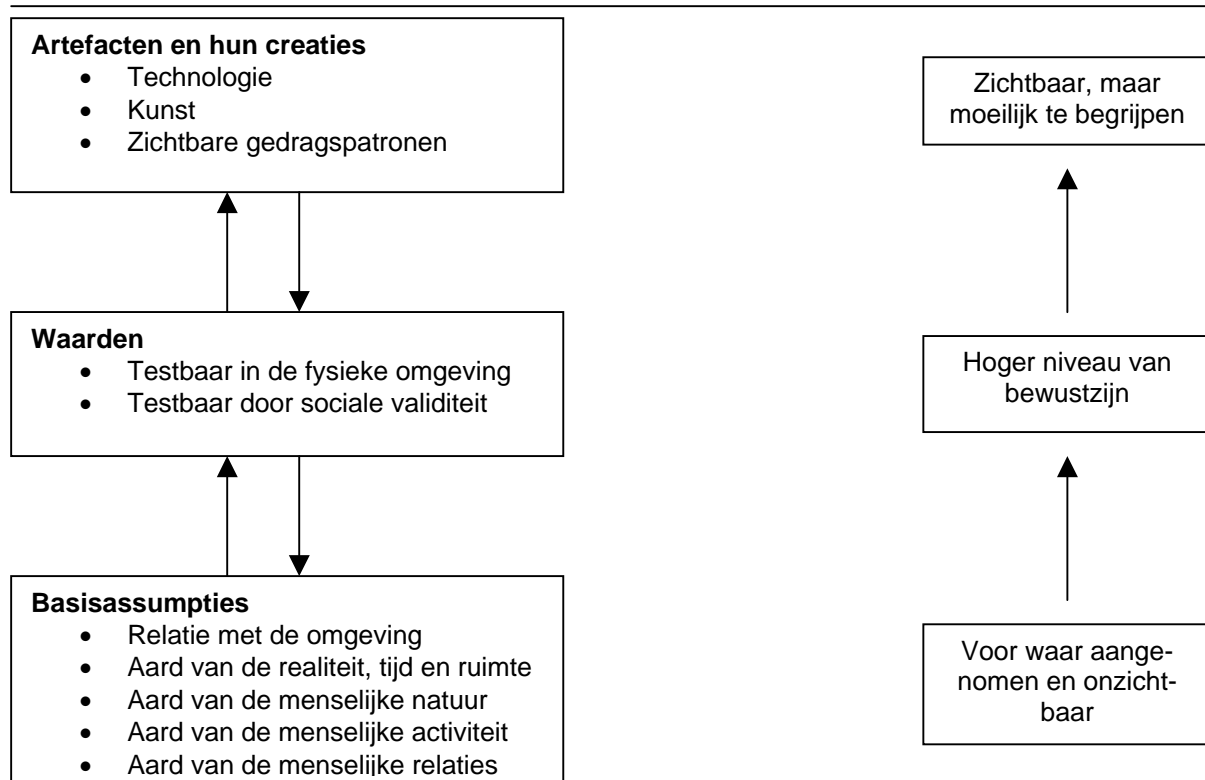 Artefacten en hun creaties
• Technologie
• Kunst
• Zichtbare gedragspatronen
Zichtbaar, maar
moeilijk te begrijpen
Waarden
• Testbaar in de fysieke omgeving
• Testbaar door sociale validiteit
Hoger niveau van
bewustzijn
Basisassumpties
• Relatie met de omgeving
• Aard van de realiteit, tijd en ruimte
• Aard van de menselijke natuur
• Aard van de menselijke activiteit
• Aard van de menselijke relaties
Voor waar aange-
nomen en onzicht-
baar